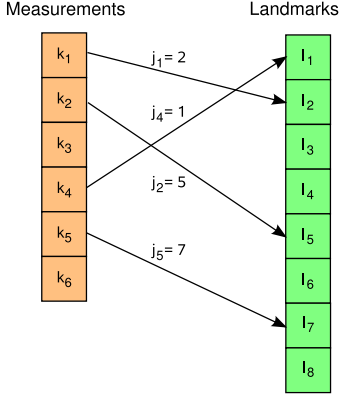 Measurements
Landmarks
k₁
k₂
k₃
k₄
k₅
k₆
j₁= 2
j₄= 1
j₂= 5
j₅= 7
l₁
l₂
l₃
l₄
l₅
l₆
l₇
l₈